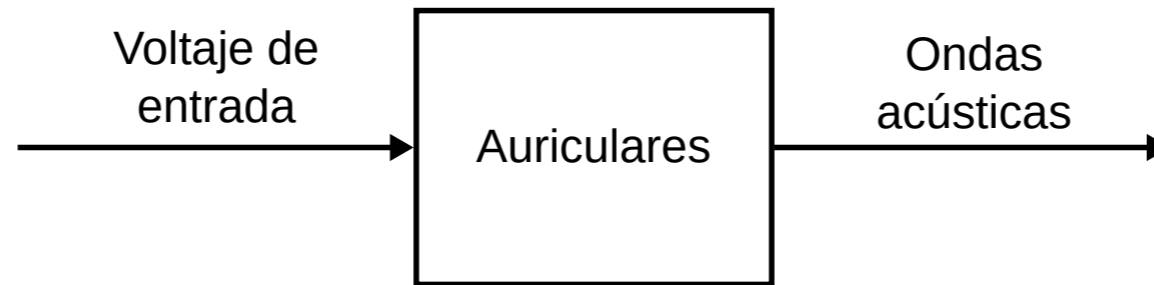 Voltaje de
entrada
Auriculares
Ondas
acústicas